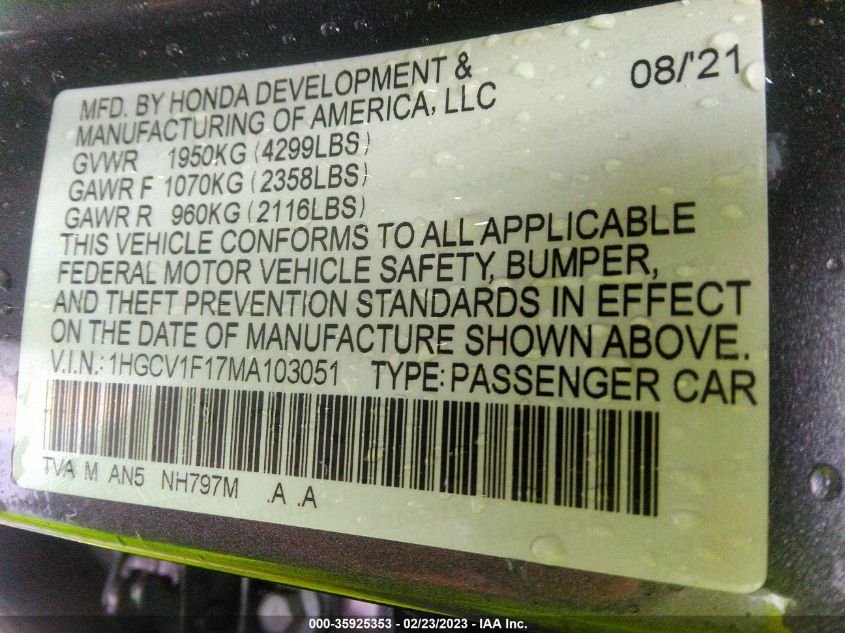 MFD. BY HONDA DEVELOPMENT & 08/'21
MANUFACTURING OF AMERICA, LLC
GVWR 1950KG (4299LBS)
GAWR F 1070KG (2358LBS)
GAWR R 960KG (2116LBS)
THIS VEHICLE CONFORMS TO ALL APPLICABLE
FEDERAL MOTOR VEHICLE SAFETY, BUMPER,
AND THEFT PREVENTION STANDARDS IN EFFECT
ON THE DATE OF MANUFACTURE SHOWN ABOVE.
V.I.N.: 1HGCV1F17MA103051 TYPE: PASSENGER CAR
TVA M AN5 NH797M .A .A
000-35925353 - 02/23/2023 - IAA Inc.